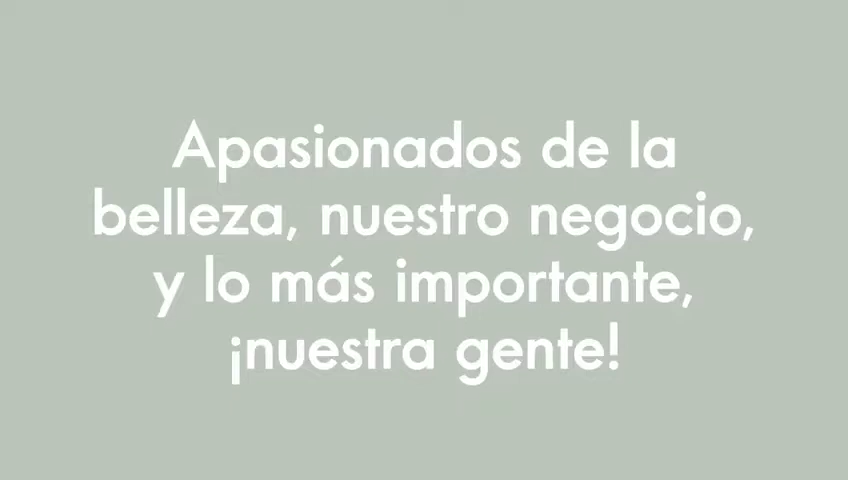 Apasionados de la
belleza, nuestro negocio,
y lo más importante,
¡nuestra gente!